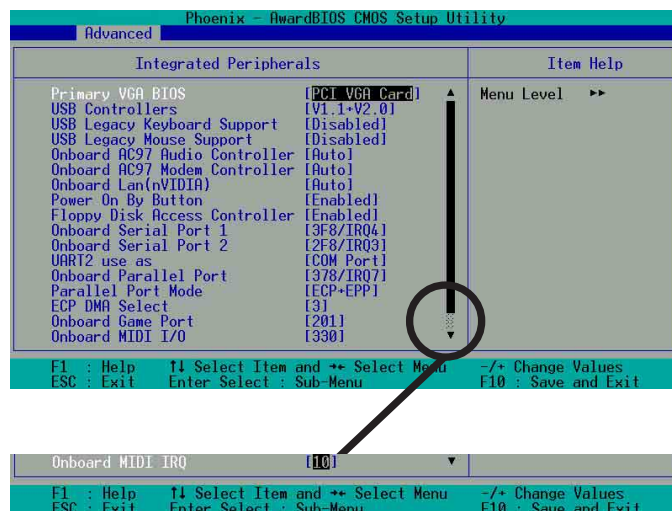 Phoenix - AwardBIOS CMOS Setup Utility
Advanced
Integrated Peripherals Item Help
Primary VGA BIOS [PCI VGA Card] ▲ Menu Level ▸▸
USB Controllers [V1.1+V2.0]
USB Legacy Keyboard Support [Disabled]
USB Legacy Mouse Support [Disabled]
Onboard AC97 Audio Controller [Auto]
Onboard AC97 Modem Controller [Auto]
Onboard Lan(nVIDIA) [Auto]
Power On By Button [Enabled]
Floppy Disk Access Controller [Enabled]
Onboard Serial Port 1 [3F8/IRQ4]
Onboard Serial Port 2 [2F8/IRQ3]
UART2 use as [COM Port]
Onboard Parallel Port [378/IRQ7]
Parallel Port Mode [ECP+EPP]
ECP DMA Select [3]
Onboard Game Port [201]
Onboard MIDI I/O [330] ▼
F1 : Help ↑↓ Select Item and →← Select Menu -/+ Change Values
ESC : Exit Enter Select : Sub-Menu F10 : Save and Exit
Onboard MIDI IRQ [10] ▼
F1 : Help ↑↓ Select Item and →← Select Menu -/+ Change Values
ESC : Exit Enter Select : Sub-Menu F10 : Save and Exit